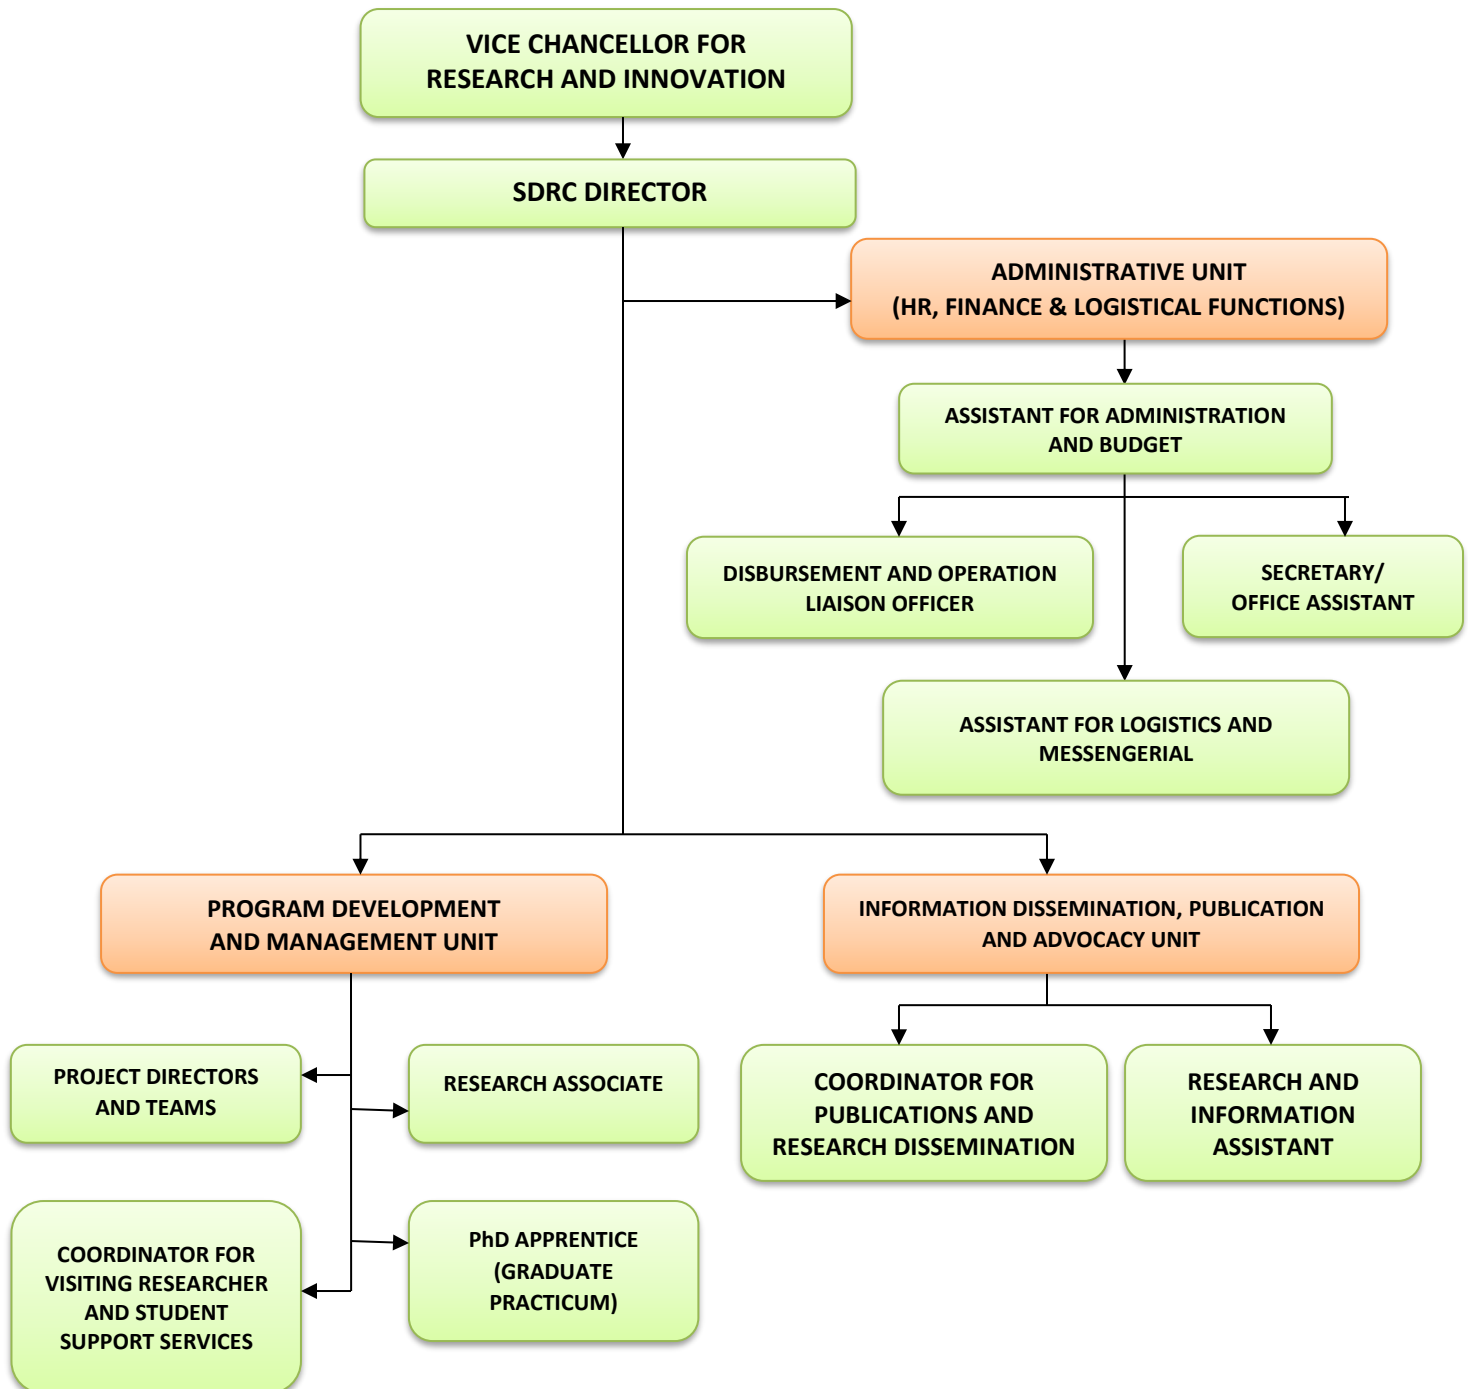 VICE CHANCELLOR FOR
RESEARCH AND INNOVATION
SDRC DIRECTOR
ADMINISTRATIVE UNIT
(HR, FINANCE & LOGISTICAL FUNCTIONS)
ASSISTANT FOR ADMINISTRATION
AND BUDGET
DISBURSEMENT AND OPERATION
LIAISON OFFICER
SECRETARY/
OFFICE ASSISTANT
ASSISTANT FOR LOGISTICS AND
MESSENGERIAL
PROGRAM DEVELOPMENT
AND MANAGEMENT UNIT
INFORMATION DISSEMINATION, PUBLICATION
AND ADVOCACY UNIT
PROJECT DIRECTORS
AND TEAMS
RESEARCH ASSOCIATE
COORDINATOR FOR
PUBLICATIONS AND
RESEARCH DISSEMINATION
RESEARCH AND
INFORMATION
ASSISTANT
COORDINATOR FOR
VISITING RESEARCHER
AND STUDENT
SUPPORT SERVICES
PhD APPRENTICE
(GRADUATE
PRACTICUM)